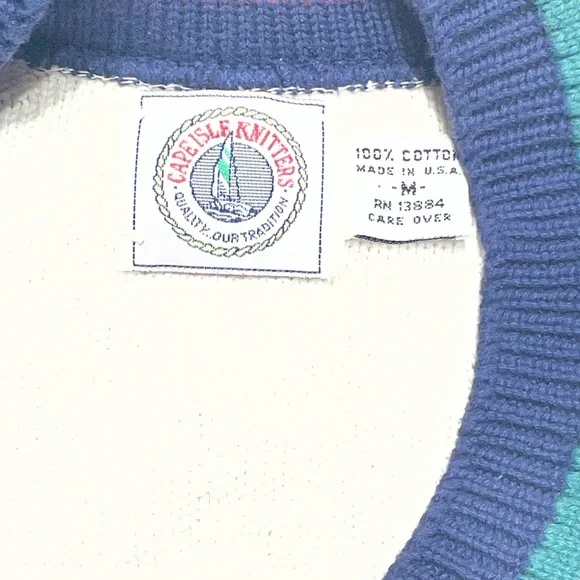 CAPE ISLE KNITTERS
· QUALITY...OUR TRADITION ·
100% COTTON
MADE IN U.S.A.
-M-
RN 13884
CARE OVER